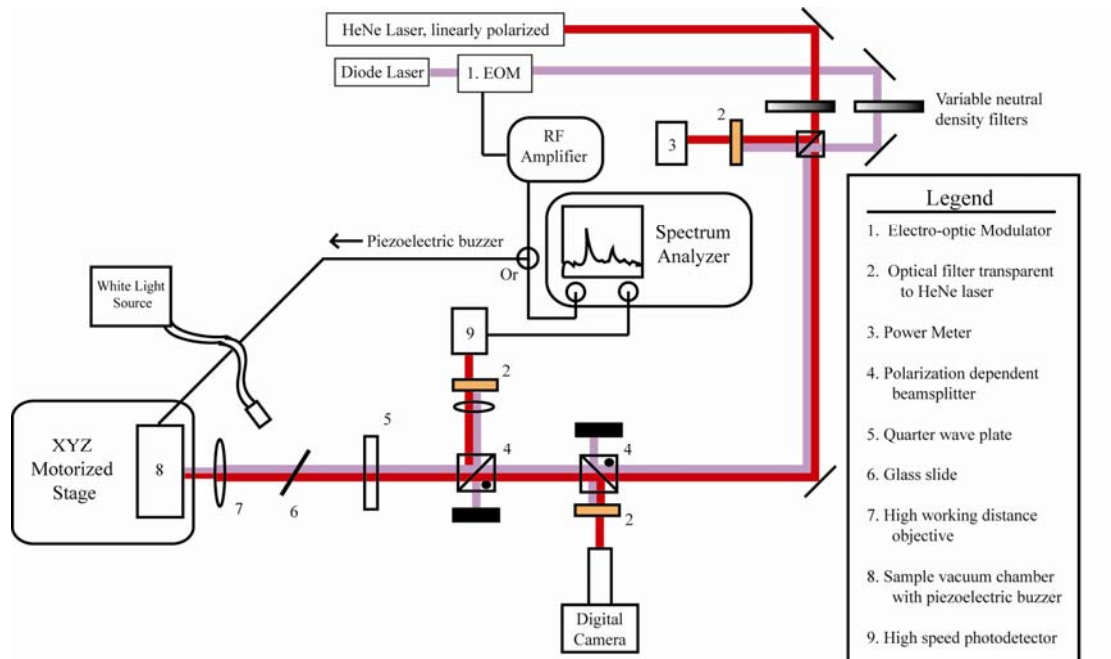 HeNe Laser, linearly polarized
Diode Laser
1. EOM
Variable neutral
density filters
2
3
RF
Amplifier
Legend
1. Electro-optic Modulator
2. Optical filter transparent
to HeNe laser
3. Power Meter
4. Polarization dependent
beamsplitter
5. Quarter wave plate
6. Glass slide
7. High working distance
objective
8. Sample vacuum chamber
with piezoelectric buzzer
9. High speed photodetector
Piezoelectric buzzer
Or
Spectrum
Analyzer
White Light
Source
9
2
5
4
4
XYZ
Motorized
Stage
8
7
6
2
Digital
Camera